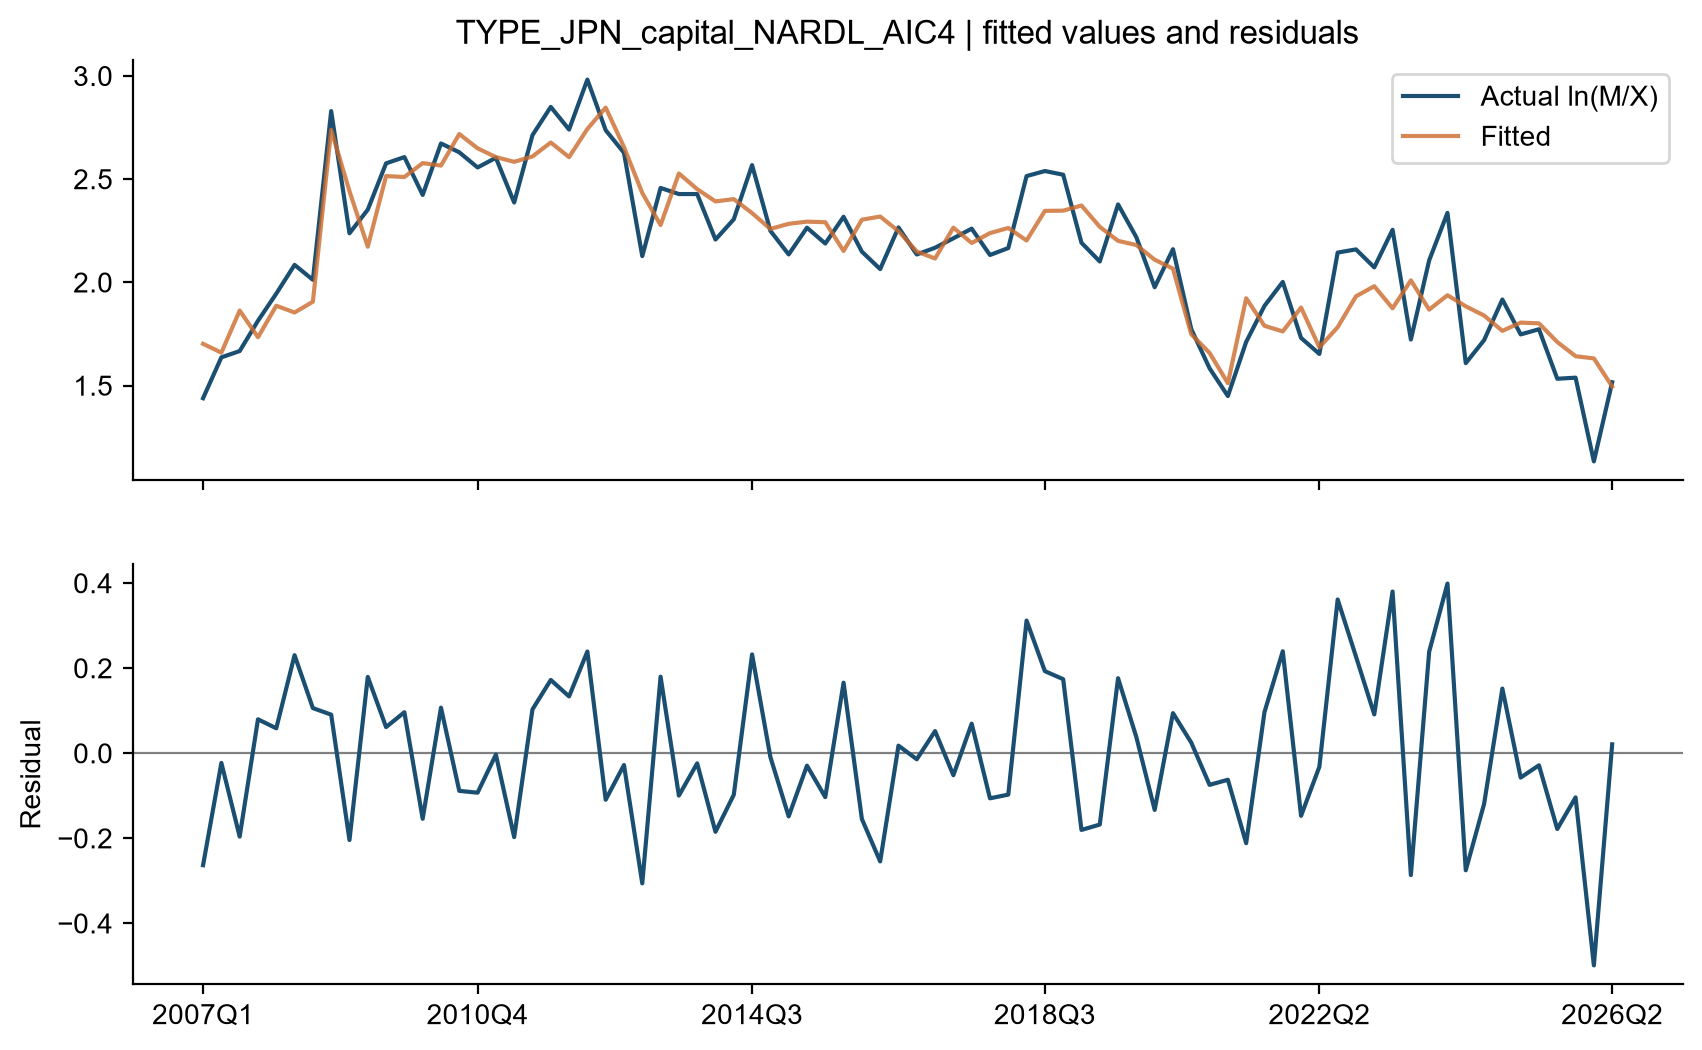 TYPE_JPN_capital_NARDL_AIC4 | fitted values and residuals
3.0
2.5
2.0
1.5
Actual ln(M/X)
Fitted
Residual
0.4
0.2
0.0
−0.2
−0.4
2007Q1 2010Q4 2014Q3 2018Q3 2022Q2 2026Q2